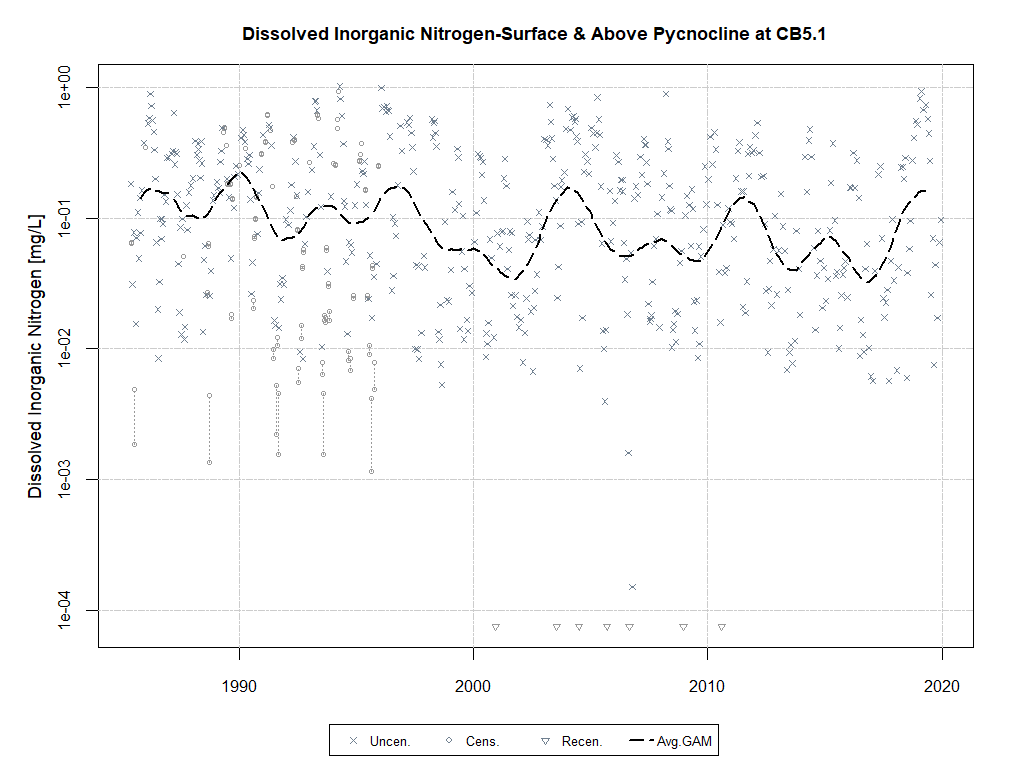 Dissolved Inorganic Nitrogen-Surface & Above Pycnocline at CB5.1
Dissolved Inorganic Nitrogen [mg/L]
1e+00
1e-01
1e-02
1e-03
1e-04
1990 2000 2010 2020
Uncen. Cens. Recen. Avg.GAM